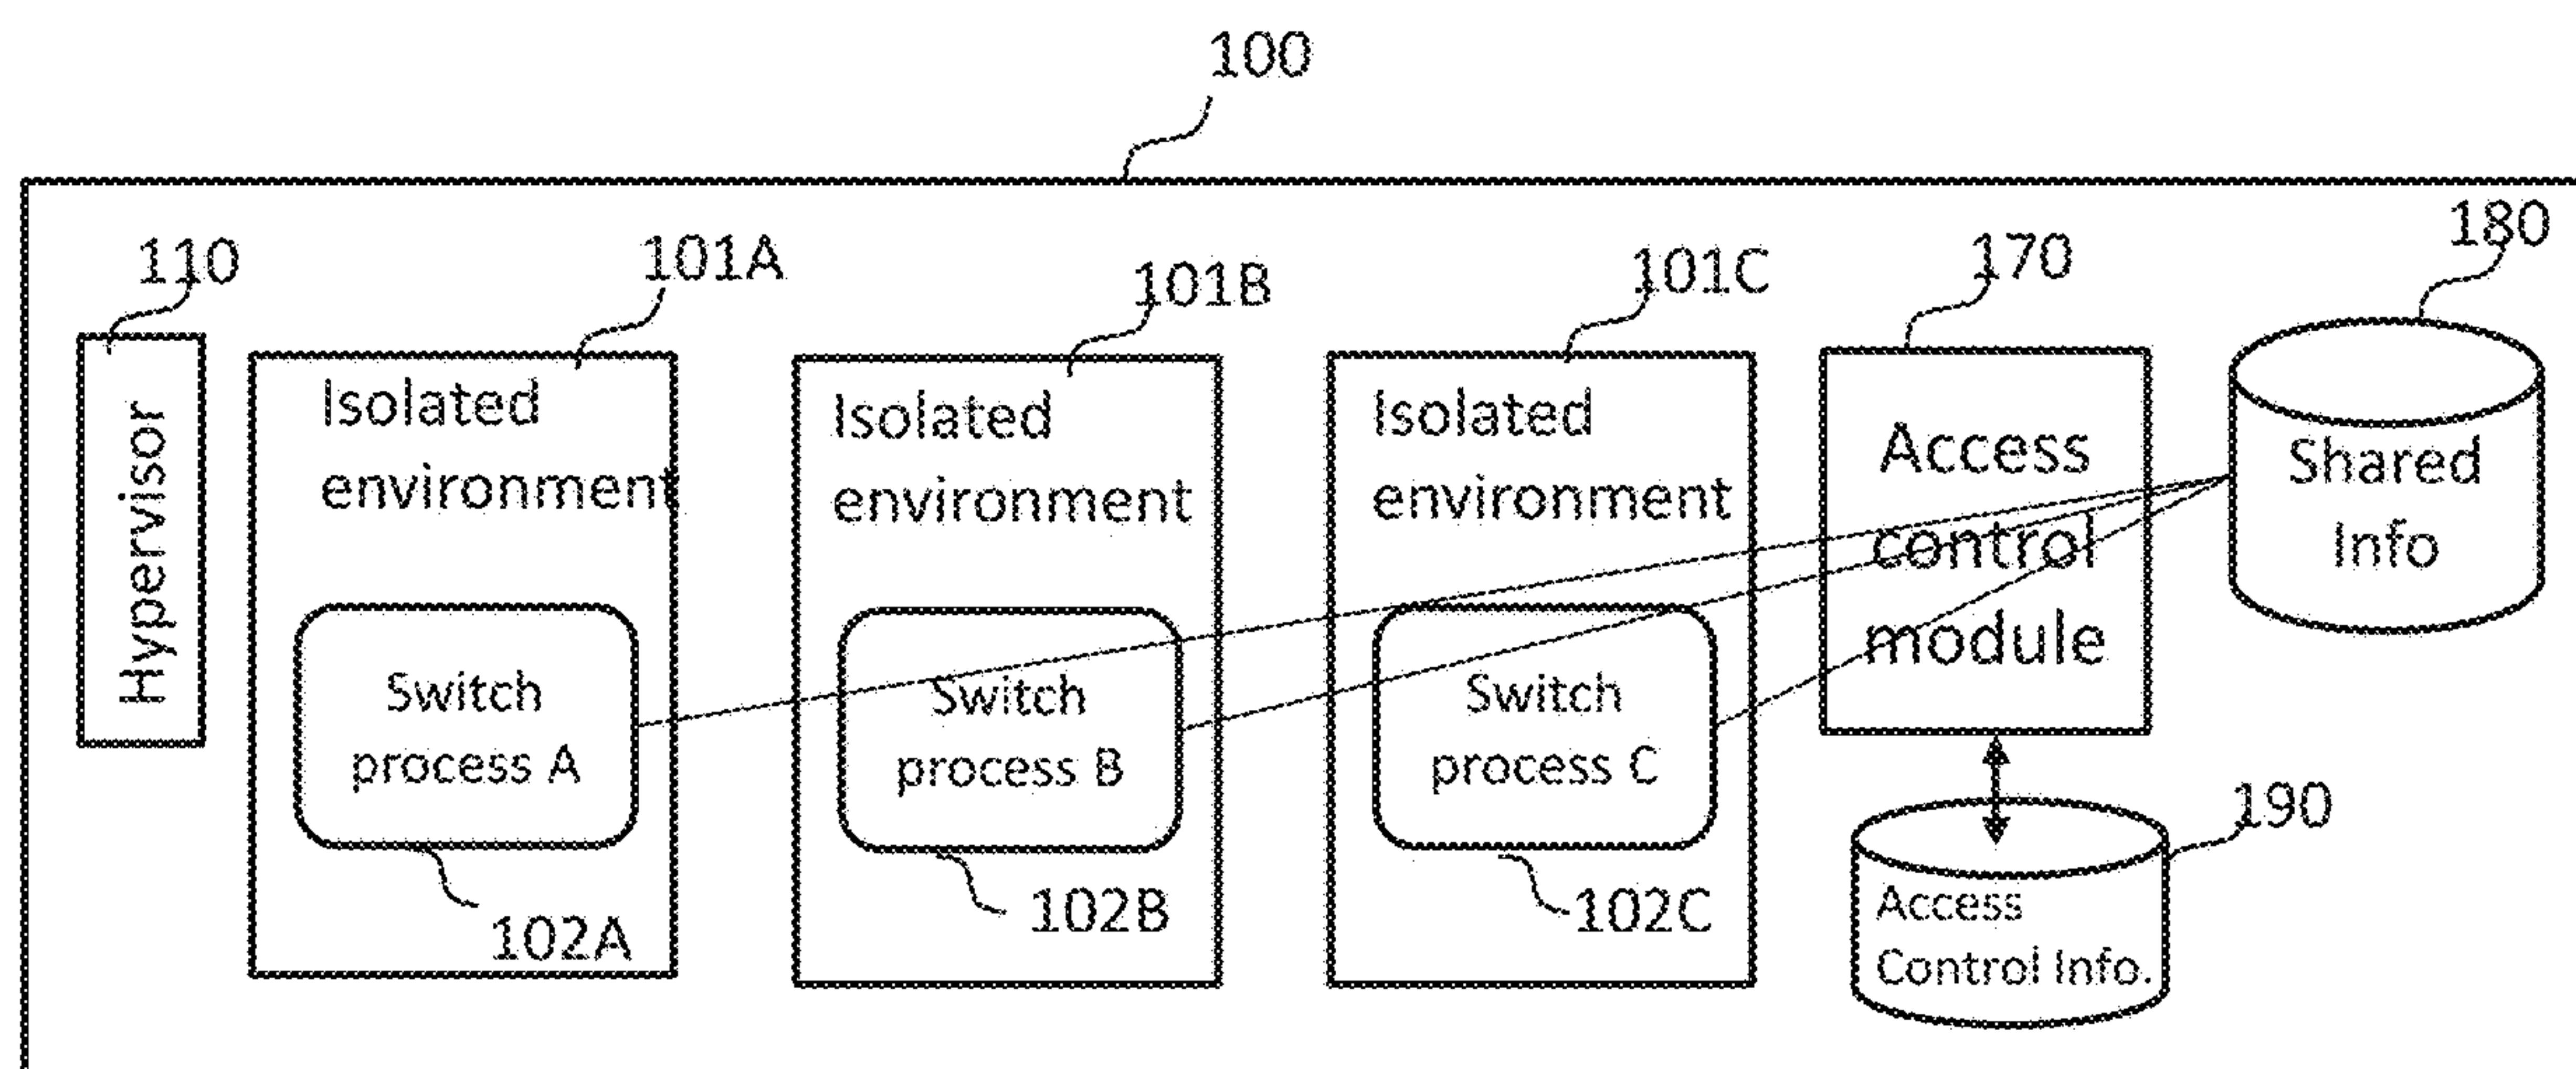 100
110
101A
101B
101C
170
180
Hypervisor
Isolated
environment
Switch
process A
102A
Isolated
environment
Switch
process B
102B
Isolated
environment
Switch
process C
102C
Access
control
module
Shared
Info
190
Access
Control Info.